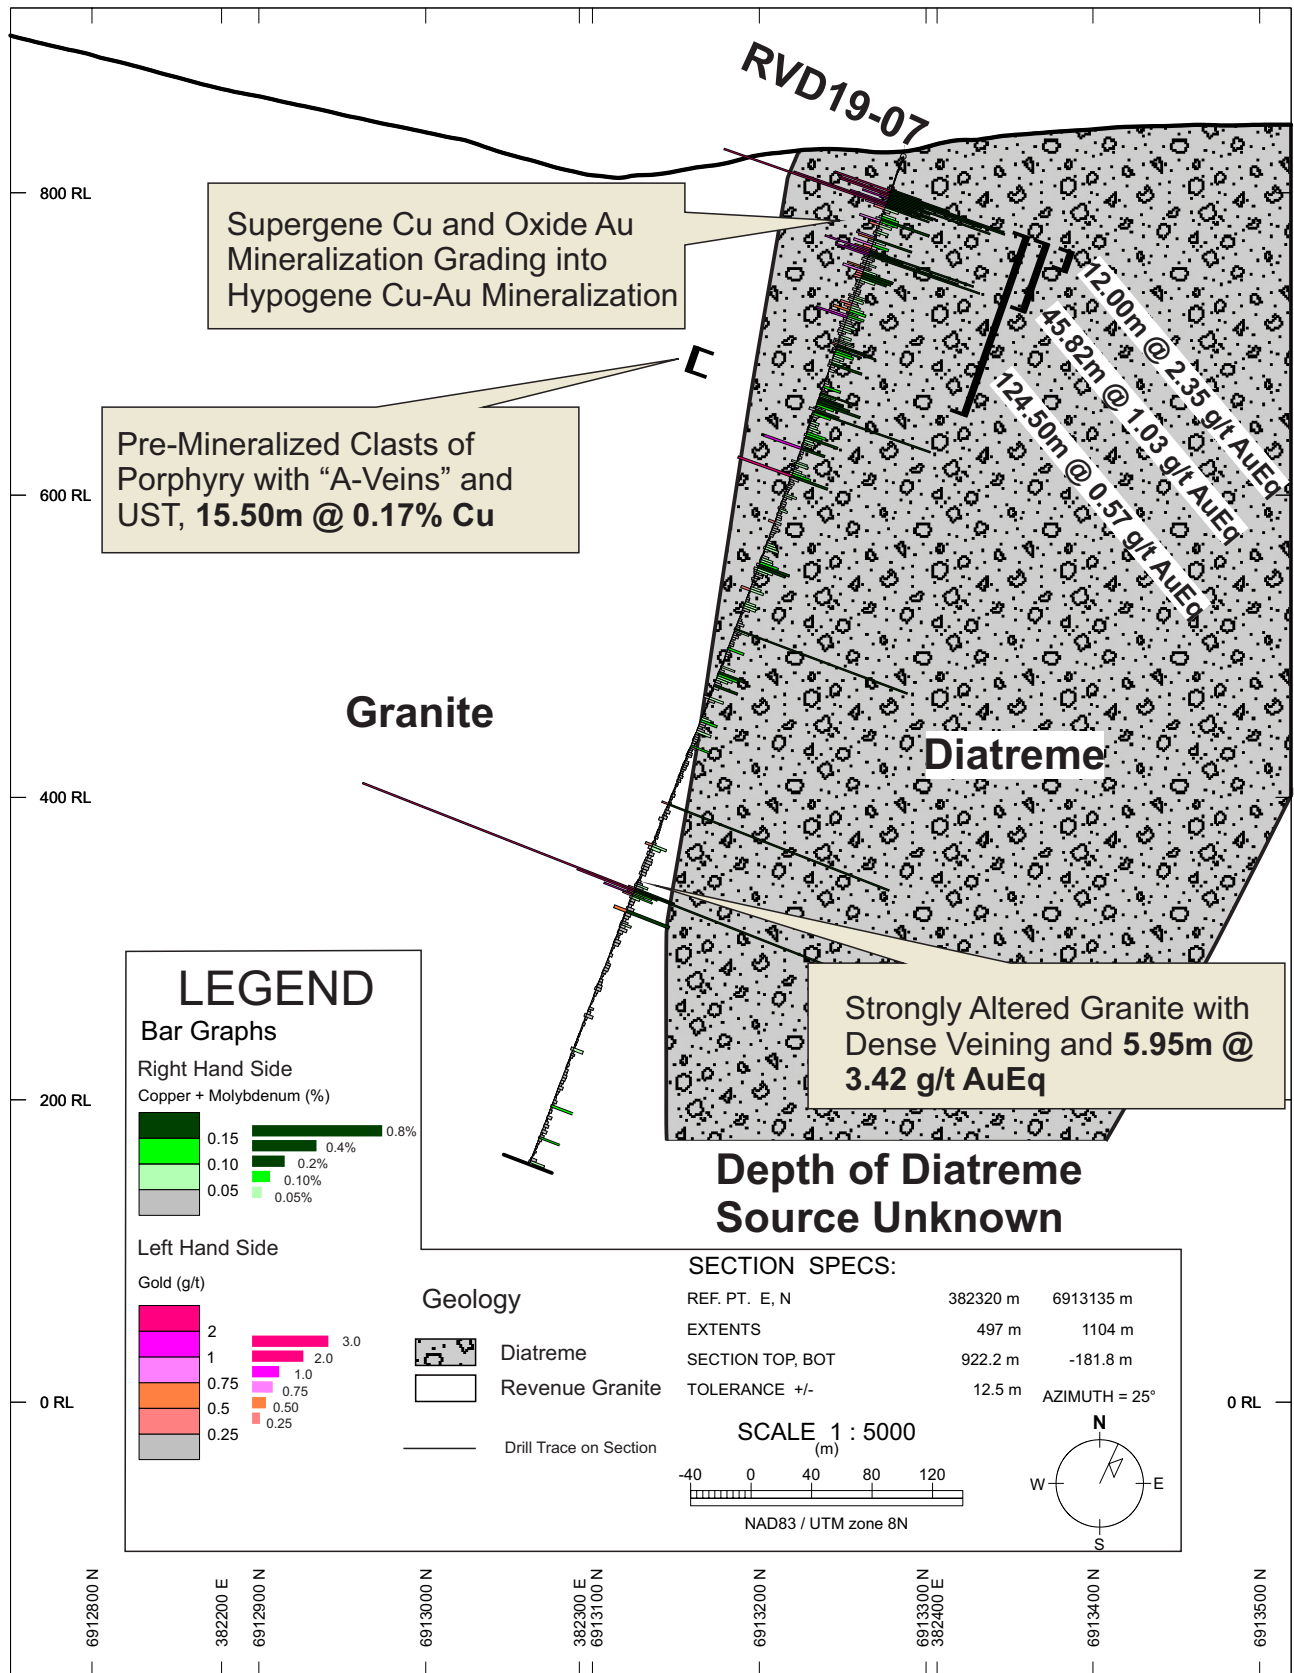 RVD19-07
800 RL
600 RL
400 RL
200 RL
0 RL
0 RL
Supergene Cu and Oxide Au
Mineralization Grading into
Hypogene Cu-Au Mineralization
12.00m @ 2.35 g/t AuEq
45.82m @ 1.03 g/t AuEq
124.50m @ 0.57 g/t AuEq
Pre-Mineralized Clasts of
Porphyry with “A-Veins” and
UST, 15.50m @ 0.17% Cu
Granite
Diatreme
Strongly Altered Granite with
Dense Veining and 5.95m @
3.42 g/t AuEq
Depth of Diatreme
Source Unknown
LEGEND
Bar Graphs
Right Hand Side
Copper + Molybdenum (%)
0.15
0.10
0.05
0.8%
0.4%
0.2%
0.10%
0.05%
Left Hand Side
Gold (g/t)
2
1
0.75
0.5
0.25
3.0
2.0
1.0
0.75
0.50
0.25
Geology
Diatreme
Revenue Granite
Drill Trace on Section
SECTION SPECS:
REF. PT. E, N 382320 m 6913135 m
EXTENTS 497 m 1104 m
SECTION TOP, BOT 922.2 m -181.8 m
TOLERANCE +/- 12.5 m
AZIMUTH = 25°
SCALE 1 : 5000
(m)
-40 0 40 80 120
NAD83 / UTM zone 8N
N
W
E
S
6912800 N
382200 E
6912900 N
6913000 N
382300 E
6913100 N
6913200 N
6913300 N
382400 E
6913400 N
6913500 N